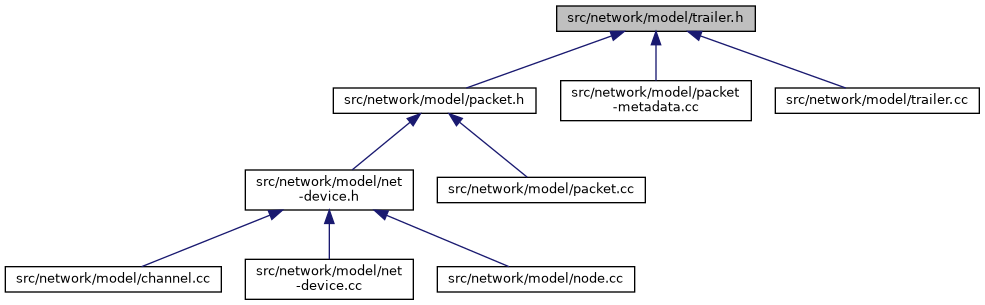 src/network/model/trailer.h
src/network/model/packet.h
src/network/model/packet
-metadata.cc
src/network/model/trailer.cc
src/network/model/net
-device.h
src/network/model/packet.cc
src/network/model/channel.cc
src/network/model/net
-device.cc
src/network/model/node.cc